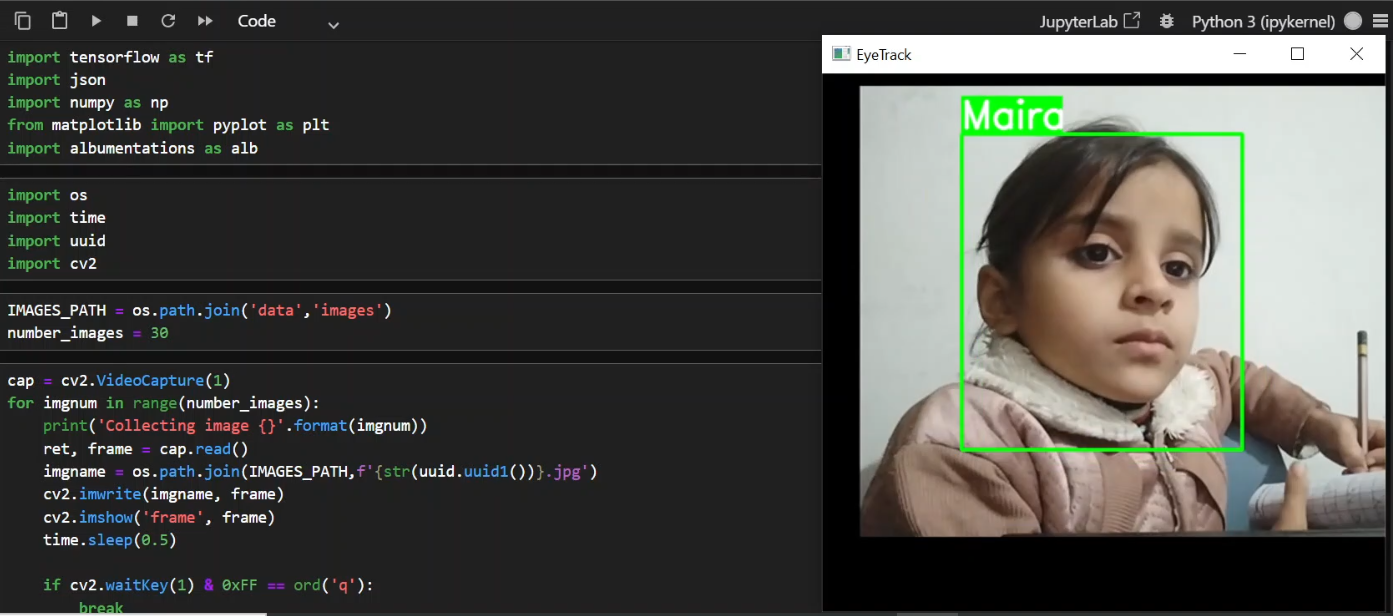 Code
JupyterLab
Python 3 (ipykernel)
import tensorflow as tf
import json
import numpy as np
from matplotlib import pyplot as plt
import albumentations as alb
import os
import time
import uuid
import cv2
IMAGES_PATH = os.path.join('data','images')
number_images = 30
cap = cv2.VideoCapture(1)
for imgnum in range(number_images):
    print('Collecting image {}'.format(imgnum))
    ret, frame = cap.read()
    imgname = os.path.join(IMAGES_PATH,f'{str(uuid.uuid1())}.jpg')
    cv2.imwrite(imgname, frame)
    cv2.imshow('frame', frame)
    time.sleep(0.5)
    if cv2.waitKey(1) & 0xFF == ord('q'):
        break
EyeTrack
Maira